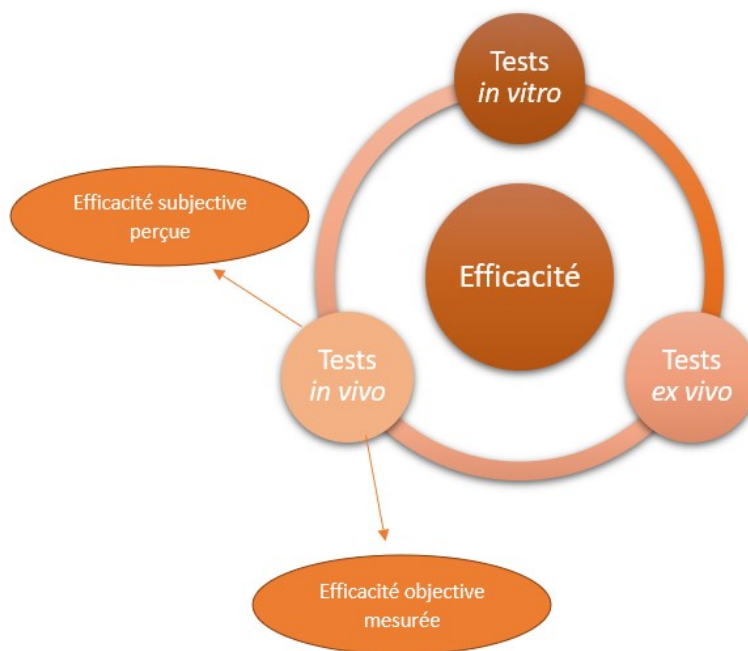 Tests
in vitro
Efficacité subjective
perçue
Efficacité
Tests
in vivo
Tests
ex vivo
Efficacité objective
mesurée